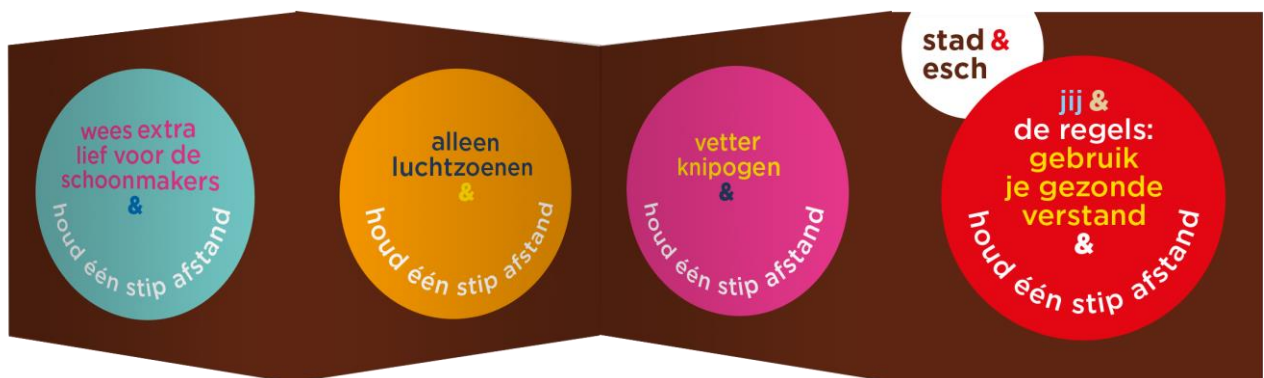 wees extra
lief voor de
schoonmakers
&
houd één stip afstand
alleen
luchtzoenen
&
houd één stip afstand
vetter
knipogen
&
houd één stip afstand
stad &
esch
jij &
de regels:
gebruik
je gezonde
verstand
&
houd één stip afstand